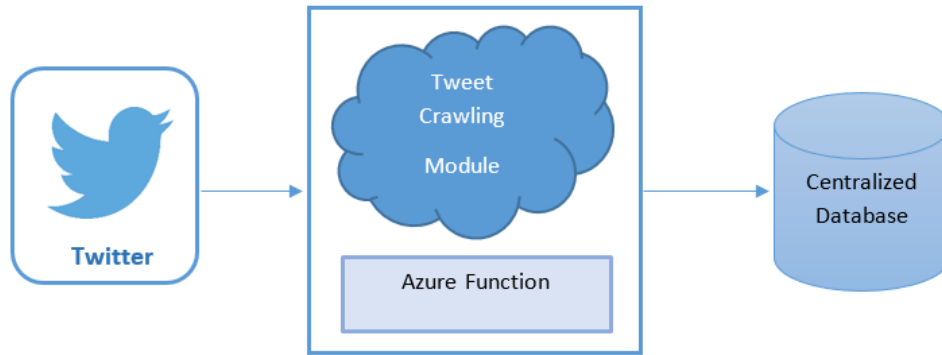 Twitter
Tweet
Crawling
Module
Azure Function
Centralized
Database